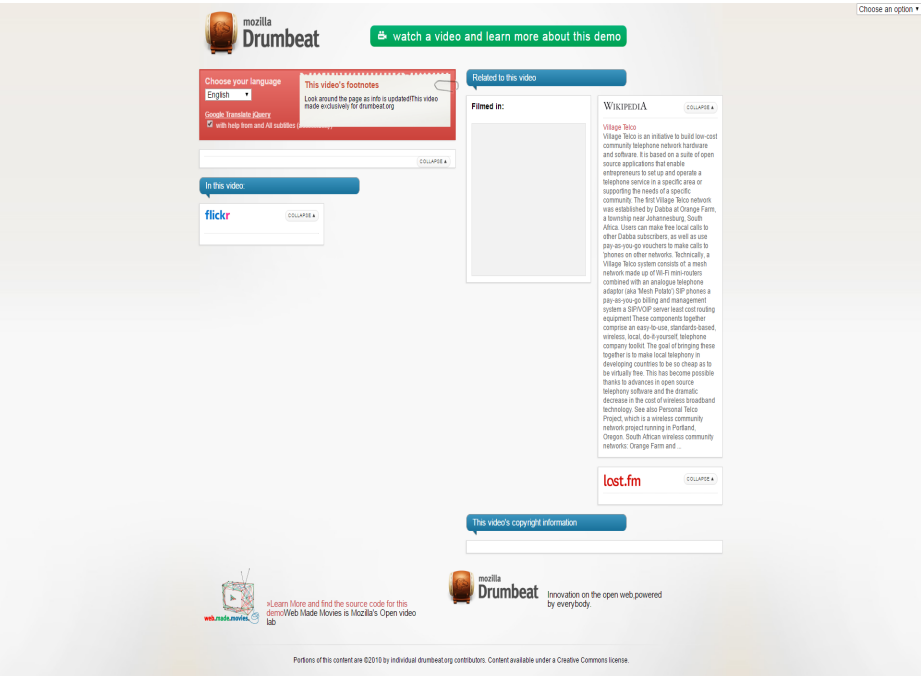 Choose an option
mozilla
Drumbeat
watch a video and learn more about this demo
Choose your language
English
Google Translate jQuery
with help from and All subtitles
This video's footnotes
Look around the page as info is updated!This video
made exclusively for drumbeat.org
COLLAPSE ▲
In this video:
flickr
COLLAPSE ▲
Related to this video
Filmed in:
WIKIPEDIA
COLLAPSE ▲
Village Telco
Village Telco is an initiative to build low-cost
community telephone network hardware
and software. It is based on a suite of open
source applications that enable
entrepreneurs to set up and operate a
telephone service in a specific area or
supporting the needs of a specific
community. The first Village Telco network
was established by Dabba at Orange Farm,
a township near Johannesburg, South
Africa. Users can make free local calls to
other Dabba subscribers, as well as use
pay-as-you-go vouchers to make calls to
'phones on other networks. Technically, a
Village Telco system consists of: a mesh
network made up of Wi-Fi mini-routers
combined with an analogue telephone
adaptor (aka 'Mesh Potato') SIP phones a
pay-as-you-go billing and management
system a SIP/VOIP server least cost routing
equipment These components together
comprise an easy-to-use, standards-based,
wireless, local, do-it-yourself, telephone
company toolkit. The goal of bringing these
together is to make local telephony in
developing countries to be so cheap as to
be virtually free. This has become possible
thanks to advances in open source
telephony software and the dramatic
decrease in the cost of wireless broadband
technology. See also Personal Telco
Project, which is a wireless community
network project running in Portland,
Oregon. South African wireless community
networks: Orange Farm and ...
lost.fm
COLLAPSE ▲
This video's copyright information
web.made.movies.
»Learn More and find the source code for this
demoWeb Made Movies is Mozilla's Open video
lab
mozilla
Drumbeat
Innovation on the open web,powered
by everybody.
Portions of this content are ©2010 by individual drumbeat.org contributors. Content available under a Creative Commons license.